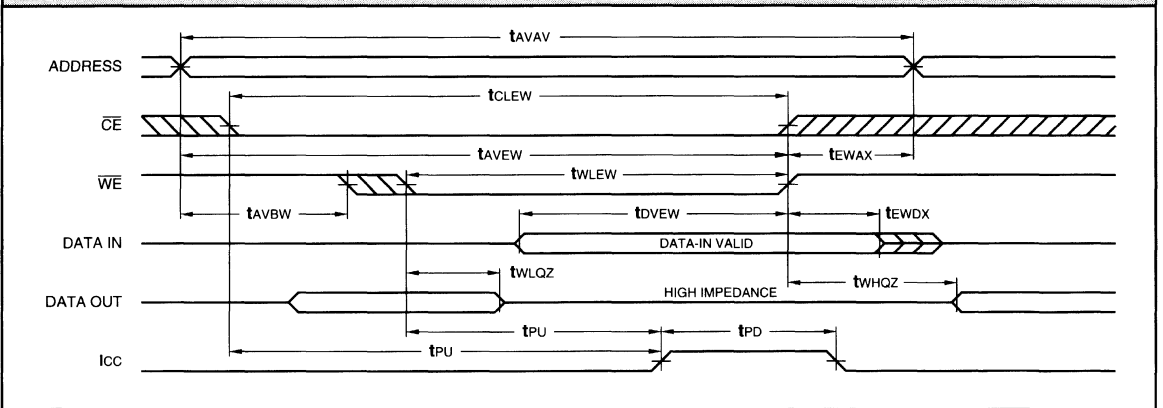 tAVAV
ADDRESS
tCLEW
CE
tAVEW
tEWAX
WE
tWLEW
tAVBW
tDVEW
tEWDX
DATA IN
DATA-IN VALID
tWLQZ
tWHQZ
DATA OUT
HIGH IMPEDANCE
tPU
tPD
tPU
ICC